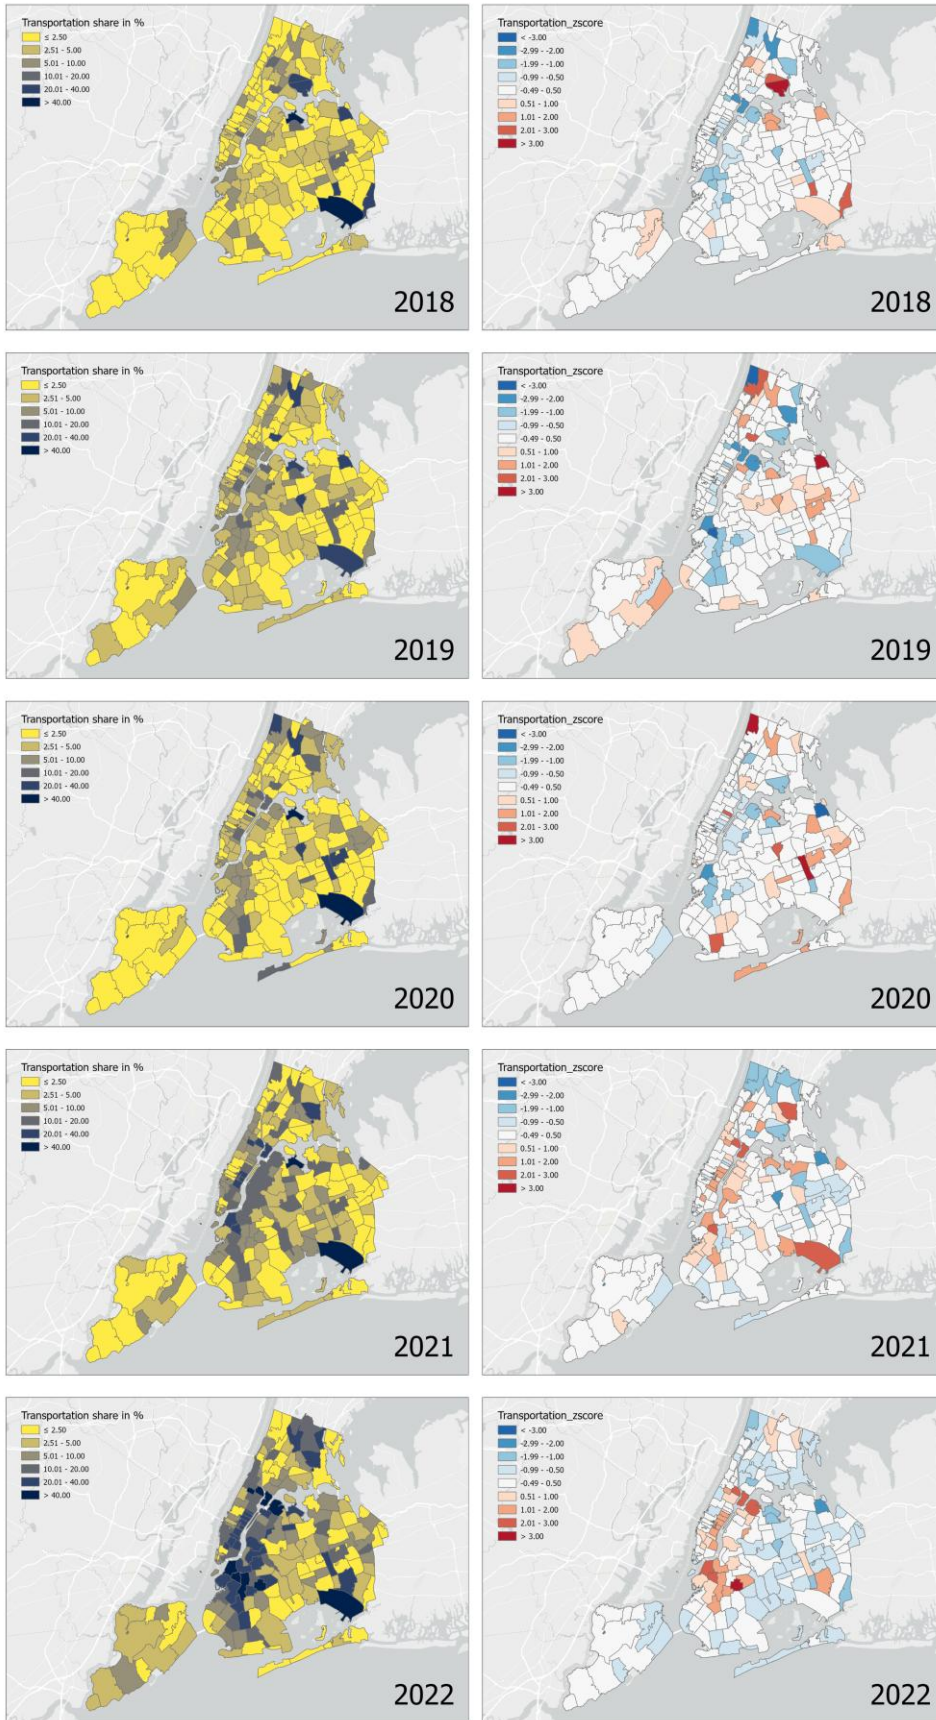 Transportation share in %
≤ 2.50
2.51 - 5.00
5.01 - 10.00
10.01 - 20.00
20.01 - 40.00
> 40.00
2018
Transportation_zscore
< -3.00
-2.99 - -2.00
-1.99 - -1.00
-0.99 - -0.50
-0.49 - 0.50
0.51 - 1.00
1.01 - 2.00
2.01 - 3.00
> 3.00
2018
Transportation share in %
≤ 2.50
2.51 - 5.00
5.01 - 10.00
10.01 - 20.00
20.01 - 40.00
> 40.00
2019
Transportation_zscore
< -3.00
-2.99 - -2.00
-1.99 - -1.00
-0.99 - -0.50
-0.49 - 0.50
0.51 - 1.00
1.01 - 2.00
2.01 - 3.00
> 3.00
2019
Transportation share in %
≤ 2.50
2.51 - 5.00
5.01 - 10.00
10.01 - 20.00
20.01 - 40.00
> 40.00
2020
Transportation_zscore
< -3.00
-2.99 - -2.00
-1.99 - -1.00
-0.99 - -0.50
-0.49 - 0.50
0.51 - 1.00
1.01 - 2.00
2.01 - 3.00
> 3.00
2020
Transportation share in %
≤ 2.50
2.51 - 5.00
5.01 - 10.00
10.01 - 20.00
20.01 - 40.00
> 40.00
2021
Transportation_zscore
< -3.00
-2.99 - -2.00
-1.99 - -1.00
-0.99 - -0.50
-0.49 - 0.50
0.51 - 1.00
1.01 - 2.00
2.01 - 3.00
> 3.00
2021
Transportation share in %
≤ 2.50
2.51 - 5.00
5.01 - 10.00
10.01 - 20.00
20.01 - 40.00
> 40.00
2022
Transportation_zscore
< -3.00
-2.99 - -2.00
-1.99 - -1.00
-0.99 - -0.50
-0.49 - 0.50
0.51 - 1.00
1.01 - 2.00
2.01 - 3.00
> 3.00
2022